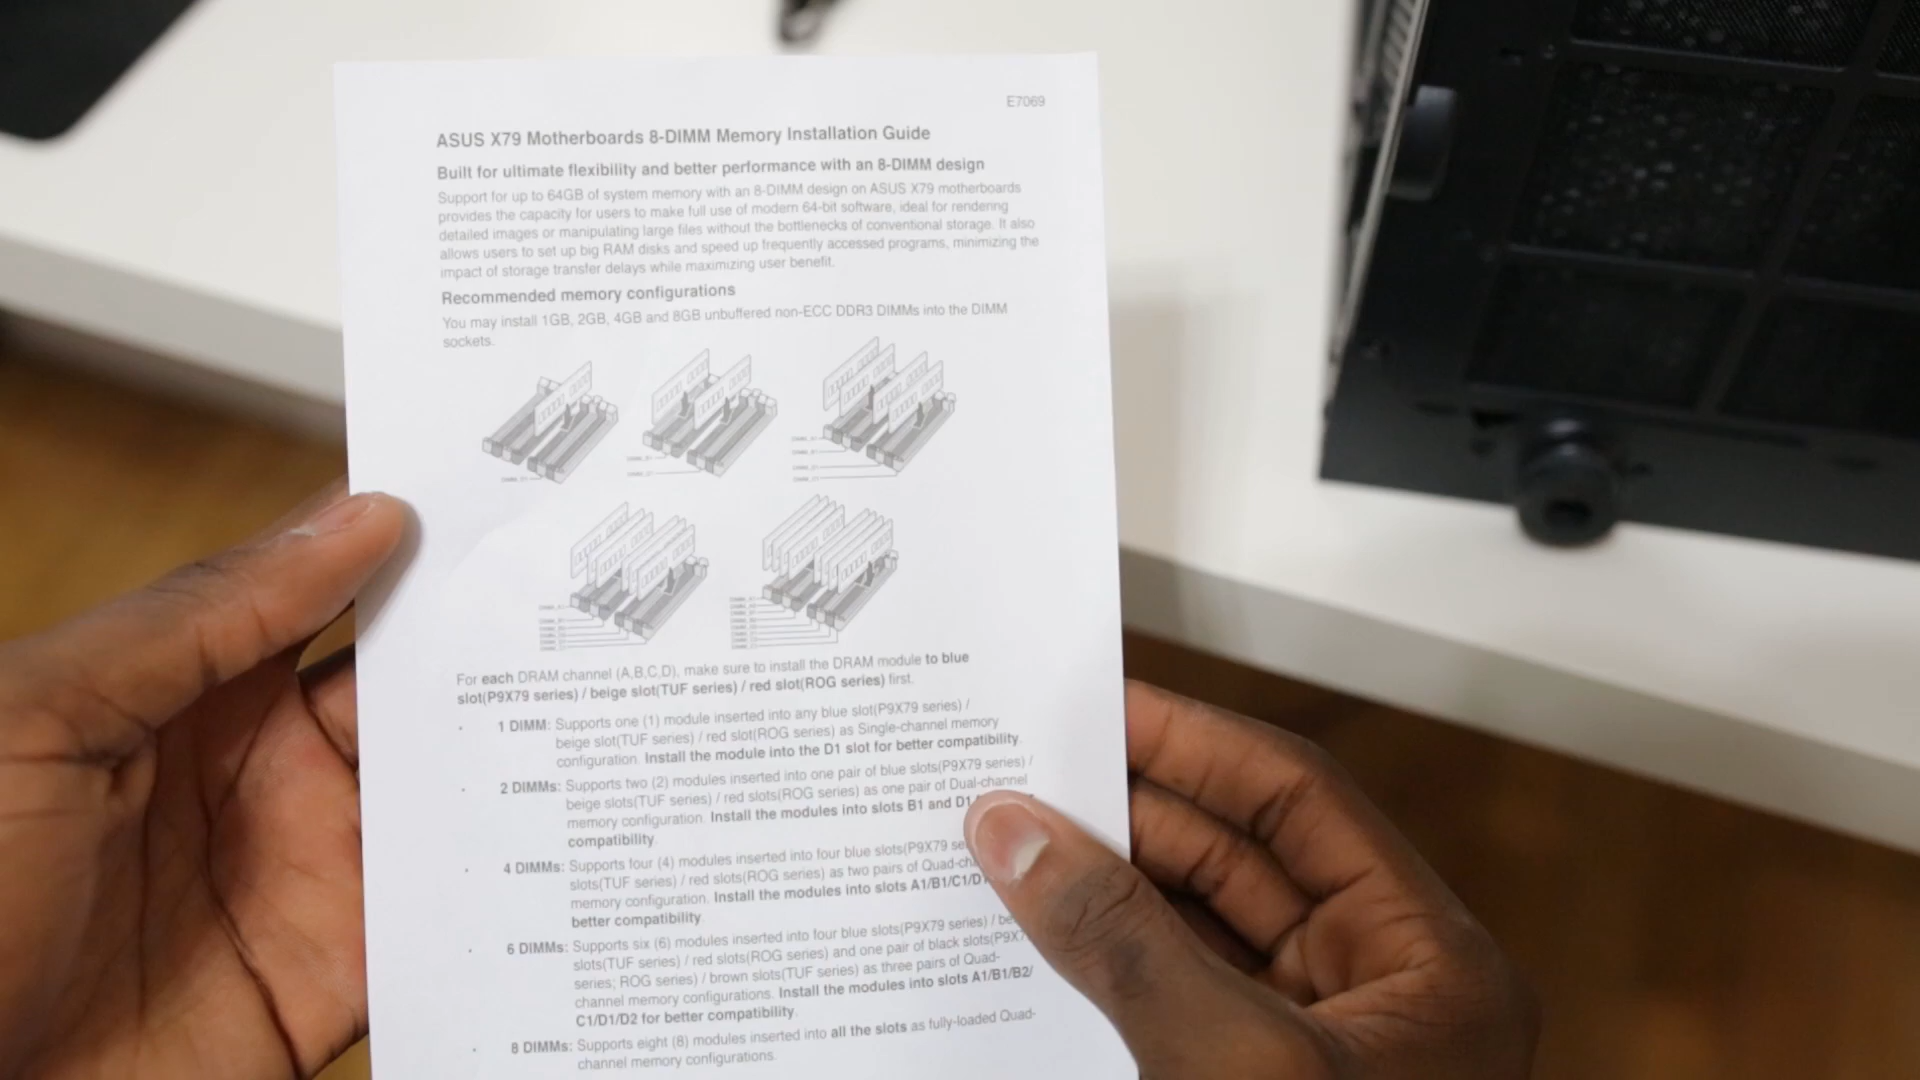 E7069
ASUS X79 Motherboards 8-DIMM Memory Installation Guide
Built for ultimate flexibility and better performance with an 8-DIMM design
Support for up to 64GB of system memory with an 8-DIMM design on ASUS X79 motherboards
provides the capacity for users to make full use of modern 64-bit software, ideal for rendering
detailed images or manipulating large files without the bottlenecks of conventional storage. It also
allows users to set up big RAM disks and speed up frequently accessed programs, minimizing the
impact of storage transfer delays while maximizing user benefit.
Recommended memory configurations
You may install 1GB, 2GB, 4GB and 8GB unbuffered non-ECC DDR3 DIMMs into the DIMM
sockets.
For each DRAM channel (A,B,C,D), make sure to install the DRAM module to blue
slot(P9X79 series) / beige slot(TUF series) / red slot(ROG series) first.
• 1 DIMM: Supports one (1) module inserted into any blue slot(P9X79 series) /
beige slot(TUF series) / red slot(ROG series) as Single-channel memory
configuration. Install the module into the D1 slot for better compatibility.
• 2 DIMMs: Supports two (2) modules inserted into one pair of blue slots(P9X79 series) /
beige slots(TUF series) / red slots(ROG series) as one pair of Dual-channel
memory configuration. Install the modules into slots B1 and D1
compatibility.
• 4 DIMMs: Supports four (4) modules inserted into four blue slots(P9X79
slots(TUF series) / red slots(ROG series) as two pairs of
memory configuration. Install the modules into slots A1/B1/C1/D1
better compatibility.
• 6 DIMMs: Supports six (6) modules inserted into four blue slots(P9X79 series) /
slots(TUF series) / red slots(ROG series) and one pair of black
series; ROG series) / brown slots(TUF series) as three pairs of Quad-
channel memory configurations. Install the modules into slots A1/B1/B2/
C1/D1/D2 for better compatibility.
• 8 DIMMs: Supports eight (8) modules inserted into all the slots as fully-loaded Quad-
channel memory configurations.